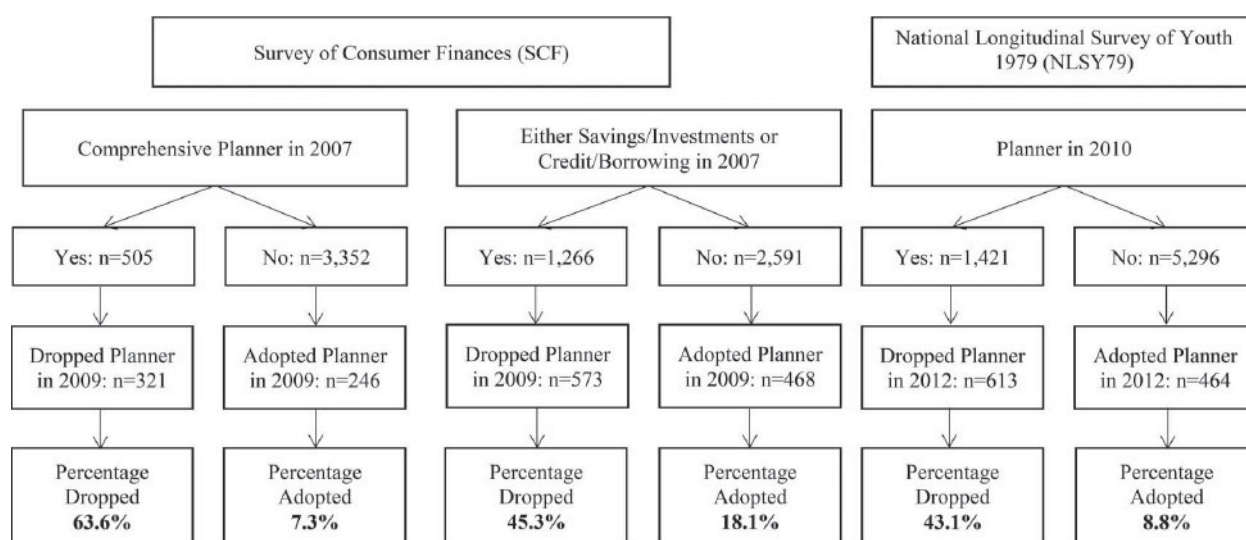 Survey of Consumer Finances (SCF)
National Longitudinal Survey of Youth
1979 (NLSY79)
Comprehensive Planner in 2007
Either Savings/Investments or
Credit/Borrowing in 2007
Planner in 2010
Yes: n=505
No: n=3,352
Yes: n=1,266
No: n=2,591
Yes: n=1,421
No: n=5,296
Dropped Planner
in 2009: n=321
Adopted Planner
in 2009: n=246
Dropped Planner
in 2009: n=573
Adopted Planner
in 2009: n=468
Dropped Planner
in 2012: n=613
Adopted Planner
in 2012: n=464
Percentage
Dropped
63.6%
Percentage
Adopted
7.3%
Percentage
Dropped
45.3%
Percentage
Adopted
18.1%
Percentage
Dropped
43.1%
Percentage
Adopted
8.8%